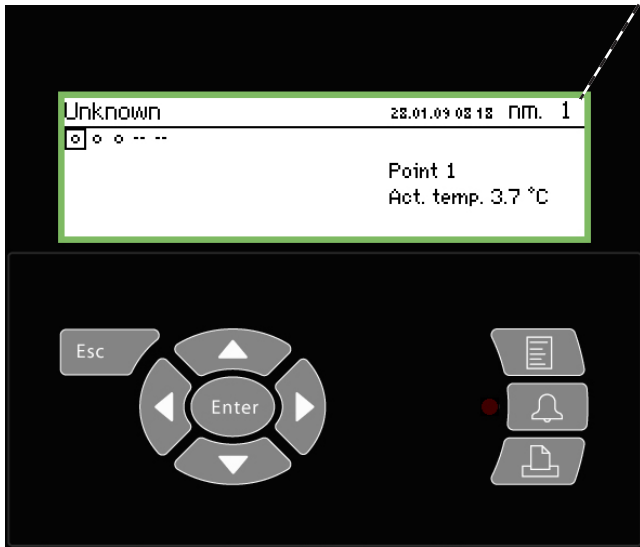 Unknown 28.01.09 08 18 nm. 1
o o o -- --
Point 1
Act. temp. 3.7 °C
Esc
Enter